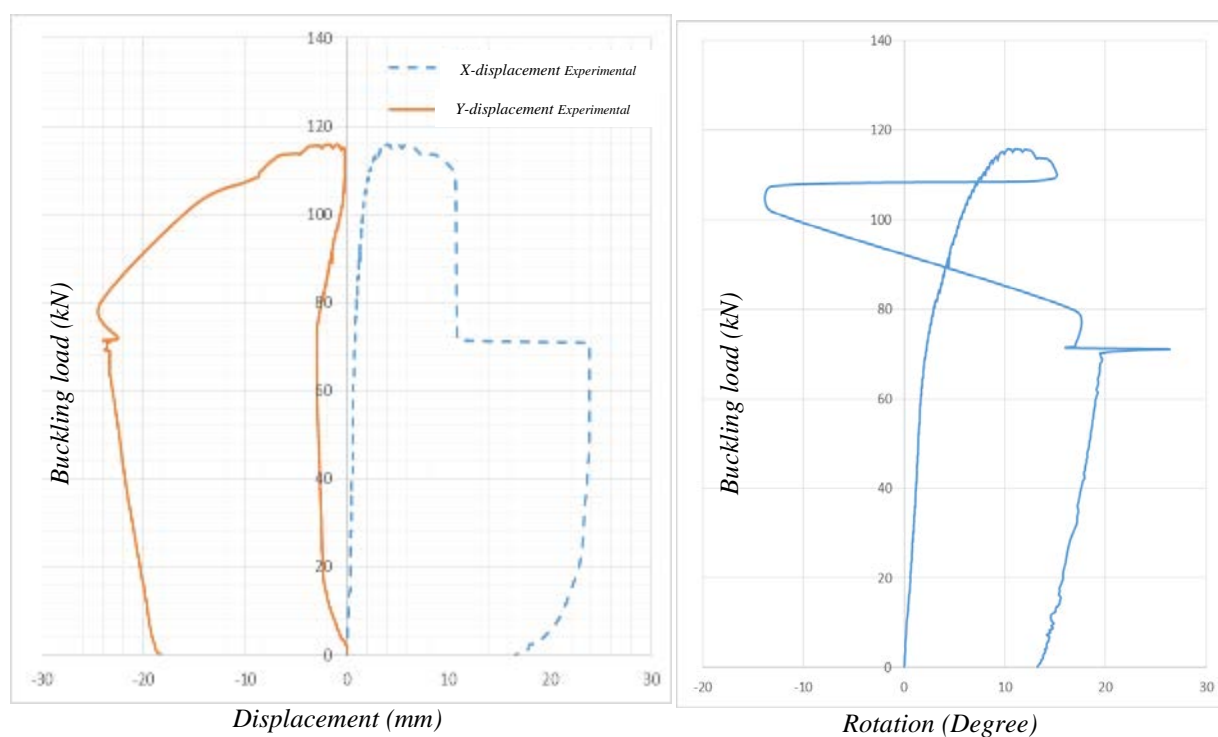 140
X-displacement Experimental
Y-displacement Experimental
120
100
80
60
40
20
0
Buckling load (kN)
-30 -20 -10 0 10 20 30
Displacement (mm)
140
120
100
80
60
40
20
0
Buckling load (kN)
-20 -10 0 10 20 30
Rotation (Degree)